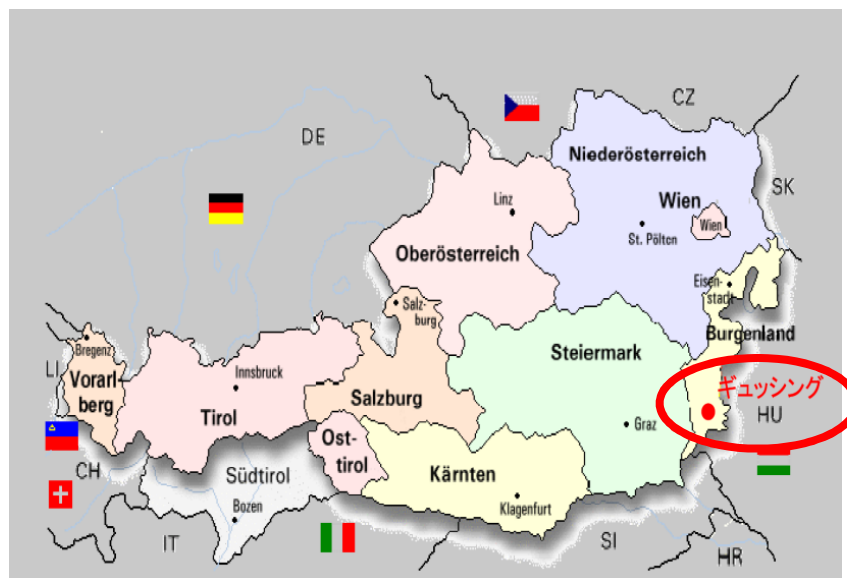 CZ
DE
Niederösterreich
SK
Linz
Wien
Wien
St. Pölten
Oberösterreich
Eisen-
stadt
Salz-
burg
Burgenland
Bregenz
Steiermark
LI
Innsbruck
Vorarl-
berg
Salzburg
ギュッシング
Tirol
HU
Graz
Ost-
tirol
CH
Südtirol
Kärnten
Bozen
Klagenfurt
IT
SI
HR